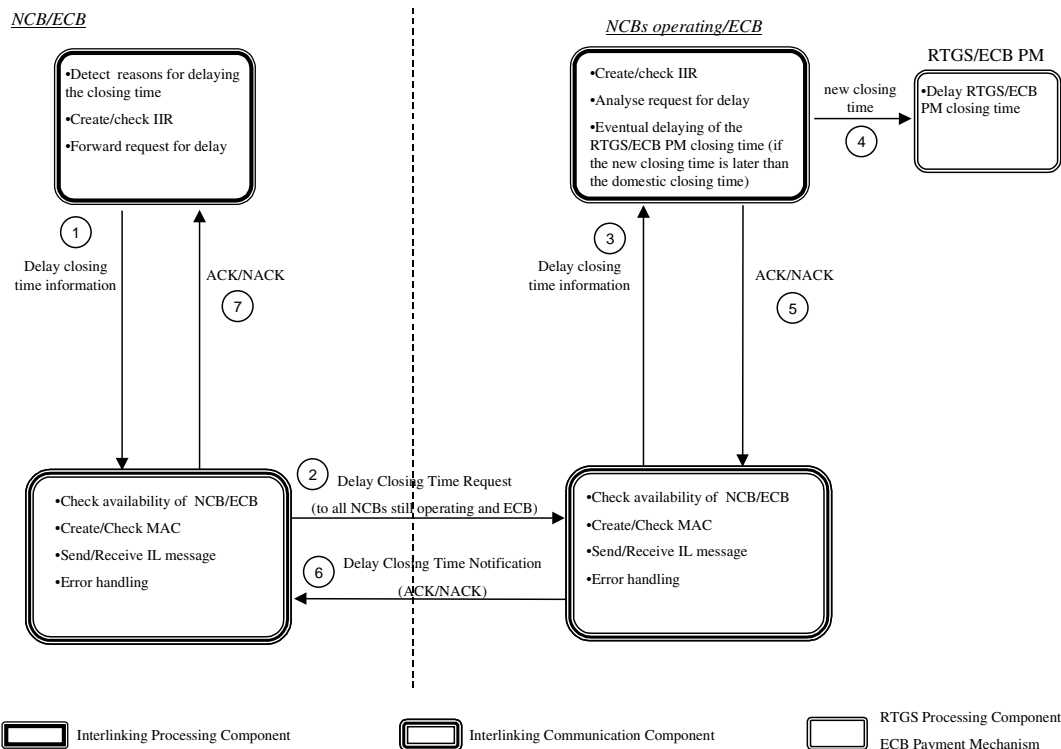 NCB/ECB
•Detect reasons for delaying
the closing time
•Create/check IIR
•Forward request for delay
NCBs operating/ECB
•Create/check IIR
•Analyse request for delay
•Eventual delaying of the
RTGS/ECB PM closing time (if
the new closing time is later than
the domestic closing time)
new closing
time
4
RTGS/ECB PM
•Delay RTGS/ECB
PM closing time
1
Delay closing
time information
ACK/NACK
7
3
Delay closing
time information
ACK/NACK
5
•Check availability of NCB/ECB
•Create/Check MAC
•Send/Receive IL message
•Error handling
2
Delay Closing Time Request
(to all NCBs still operating and ECB)
6
Delay Closing Time Notification
(ACK/NACK)
•Check availability of NCB/ECB
•Create/Check MAC
•Send/Receive IL message
•Error handling
Interlinking Processing Component
Interlinking Communication Component
RTGS Processing Component
ECB Payment Mechanism